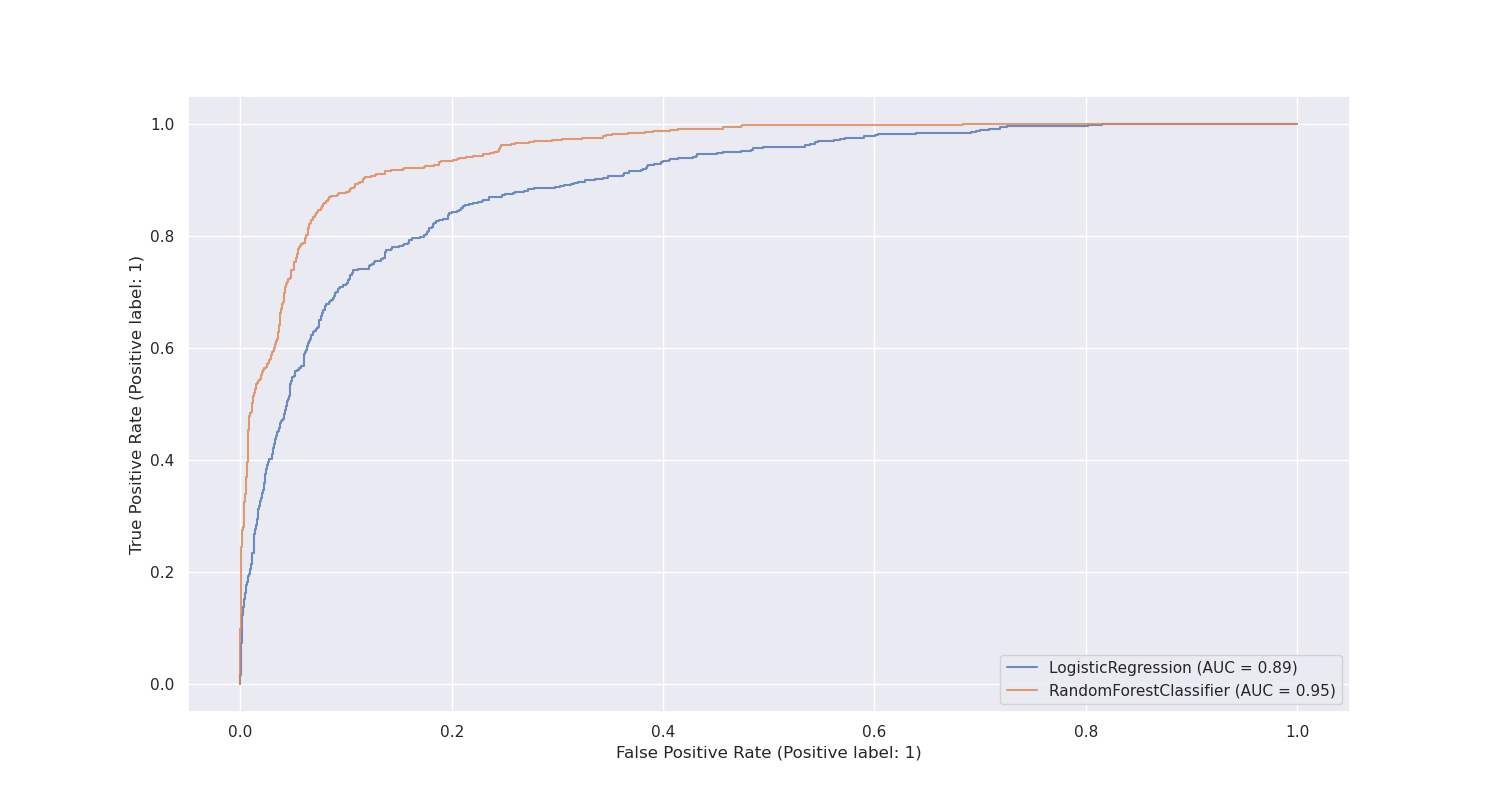 1.0
0.8
0.6
0.4
0.2
0.0
True Positive Rate (Positive label: 1)
LogisticRegression (AUC = 0.89)
RandomForestClassifier (AUC = 0.95)
0.0 0.2 0.4 0.6 0.8 1.0
False Positive Rate (Positive label: 1)